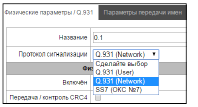 Физические параметры / Q.931
Параметры передачи имен
Название 0.1
Протокол сигнализации Q.931 (Network)
Сделайте выбор
Q.931 (User)
Q.931 (Network)
SS7 (ОКС №7)
Физ
Включён
Передача / контроль CRC4